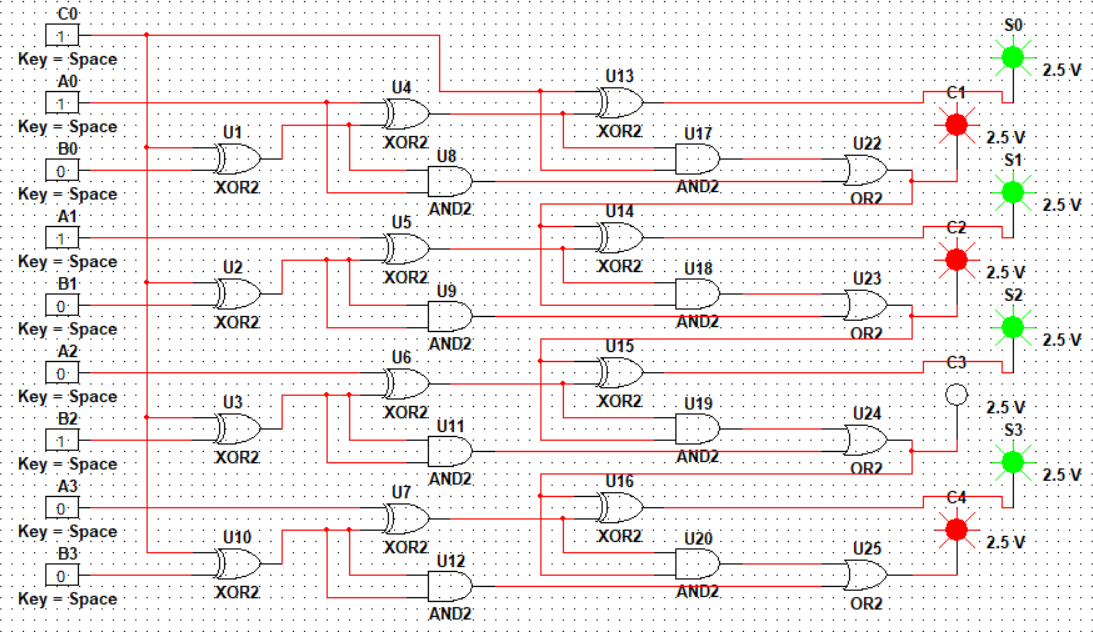 C0
1
Key = Space
S0
2.5 V
A0
1
Key = Space
U4
XOR2
U13
XOR2
C1
2.5 V
B0
0
Key = Space
U1
XOR2
U8
AND2
U17
AND2
U22
OR2
S1
2.5 V
A1
1
Key = Space
U5
XOR2
U14
XOR2
C2
2.5 V
B1
0
Key = Space
U2
XOR2
U9
AND2
U18
AND2
U23
OR2
S2
2.5 V
A2
0
Key = Space
U6
XOR2
U15
XOR2
C3
2.5 V
B2
1
Key = Space
U3
XOR2
U11
AND2
U19
AND2
U24
OR2
S3
2.5 V
A3
0
Key = Space
U7
XOR2
U16
XOR2
C4
2.5 V
B3
0
Key = Space
U10
XOR2
U12
AND2
U20
AND2
U25
OR2